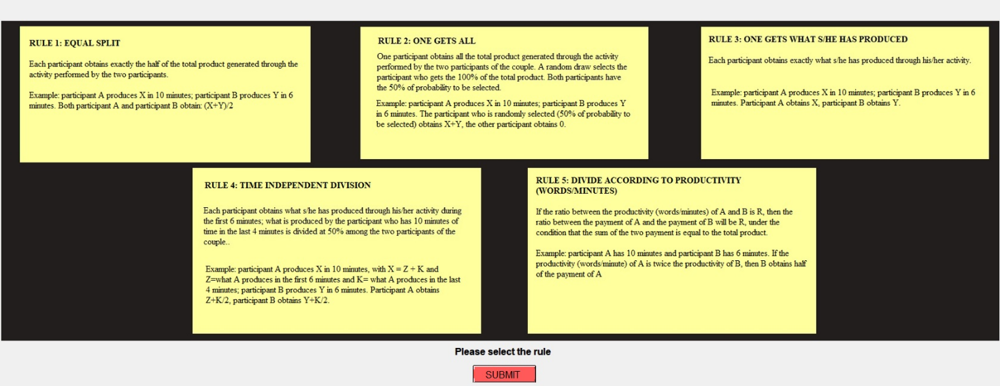 RULE 1: EQUAL SPLIT
Each participant obtains exactly the half of the total product generated through the
activity performed by the two participants.
Example: participant A produces X in 10 minutes; participant B produces Y in 6
minutes. Both participant A and participant B obtain: (X+Y)/2
RULE 2: ONE GETS ALL
One participant obtains all the total product generated through the activity
performed by the two participants of the couple. A random draw selects the
participant who gets the 100% of the total product. Both participants have
the 50% of probability to be selected.
Example: participant A produces X in 10 minutes; participant B produces Y
in 6 minutes. The participant who is randomly selected (50% of probability to
be selected) obtains X+Y, the other participant obtains 0.
RULE 3: ONE GETS WHAT S/HE HAS PRODUCED
Each participant obtains exactly what s/he has produced through his/her activity.
Example: participant A produces X in 10 minutes; participant B produces Y in 6
minutes. Participant A obtains X, participant B obtains Y.
RULE 4: TIME INDEPENDENT DIVISION
Each participant obtains what s/he has produced through his/her activity during
the first 6 minutes; what is produced by the participant who has 10 minutes of
time in the last 4 minutes is divided at 50% among the two participants of the
couple..
Example: participant A produces X in 10 minutes, with X = Z + K and
Z=what A produces in the first 6 minutes and K= what A produces in the last
4 minutes; participant B produces Y in 6 minutes. Participant A obtains
Z+K/2, participant B obtains Y+K/2.
RULE 5: DIVIDE ACCORDING TO PRODUCTIVITY
(WORDS/MINUTES)
If the ratio between the productivity (words/minutes) of A and B is R, then the
ratio between the payment of A and the payment of B will be R, under the
condition that the sum of the two payment is equal to the total product.
Example: participant A has 10 minutes and participant B has 6 minutes. If the
productivity (words/minute) of A is twice the productivity of B, then B obtains half
of the payment of A
Please select the rule
SUBMIT